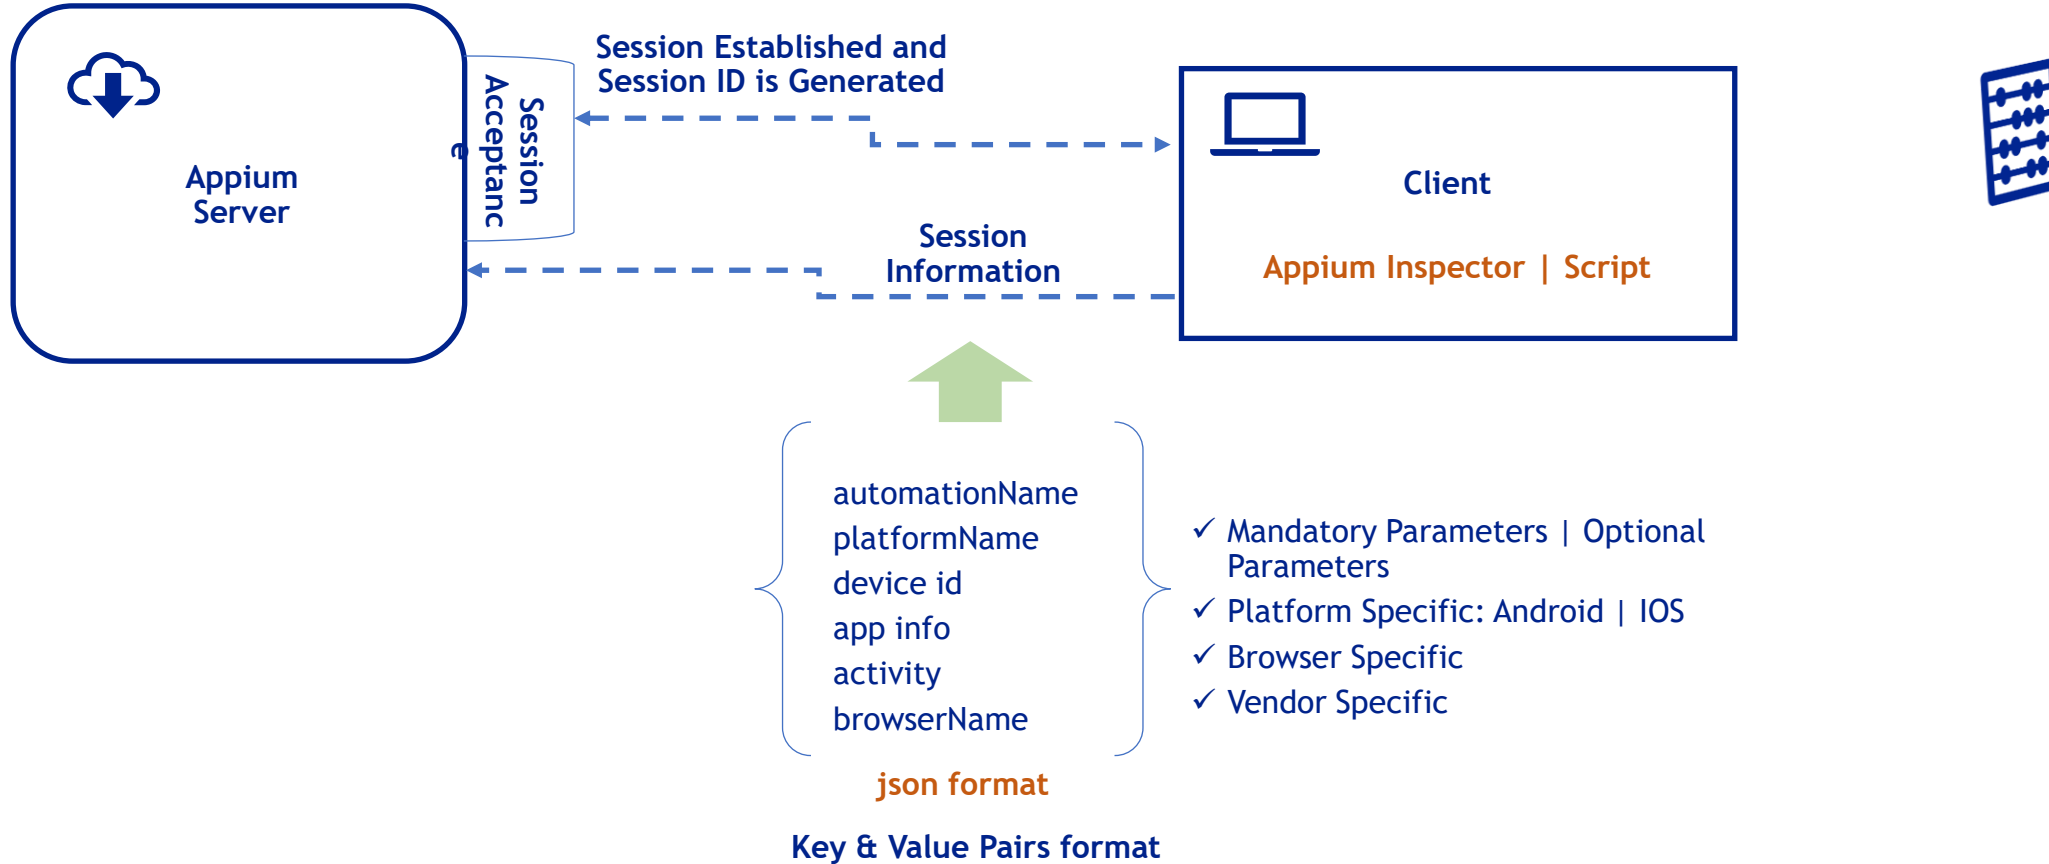 Session Established and
Session ID is Generated
Session
Acceptanc
e
Appium
Server
Client
Session
Information
Appium Inspector | Script
automationName
platformName
device id
app info
activity
browserName
✓ Mandatory Parameters | Optional
Parameters
✓ Platform Specific: Android | IOS
✓ Browser Specific
✓ Vendor Specific
json format
Key & Value Pairs format